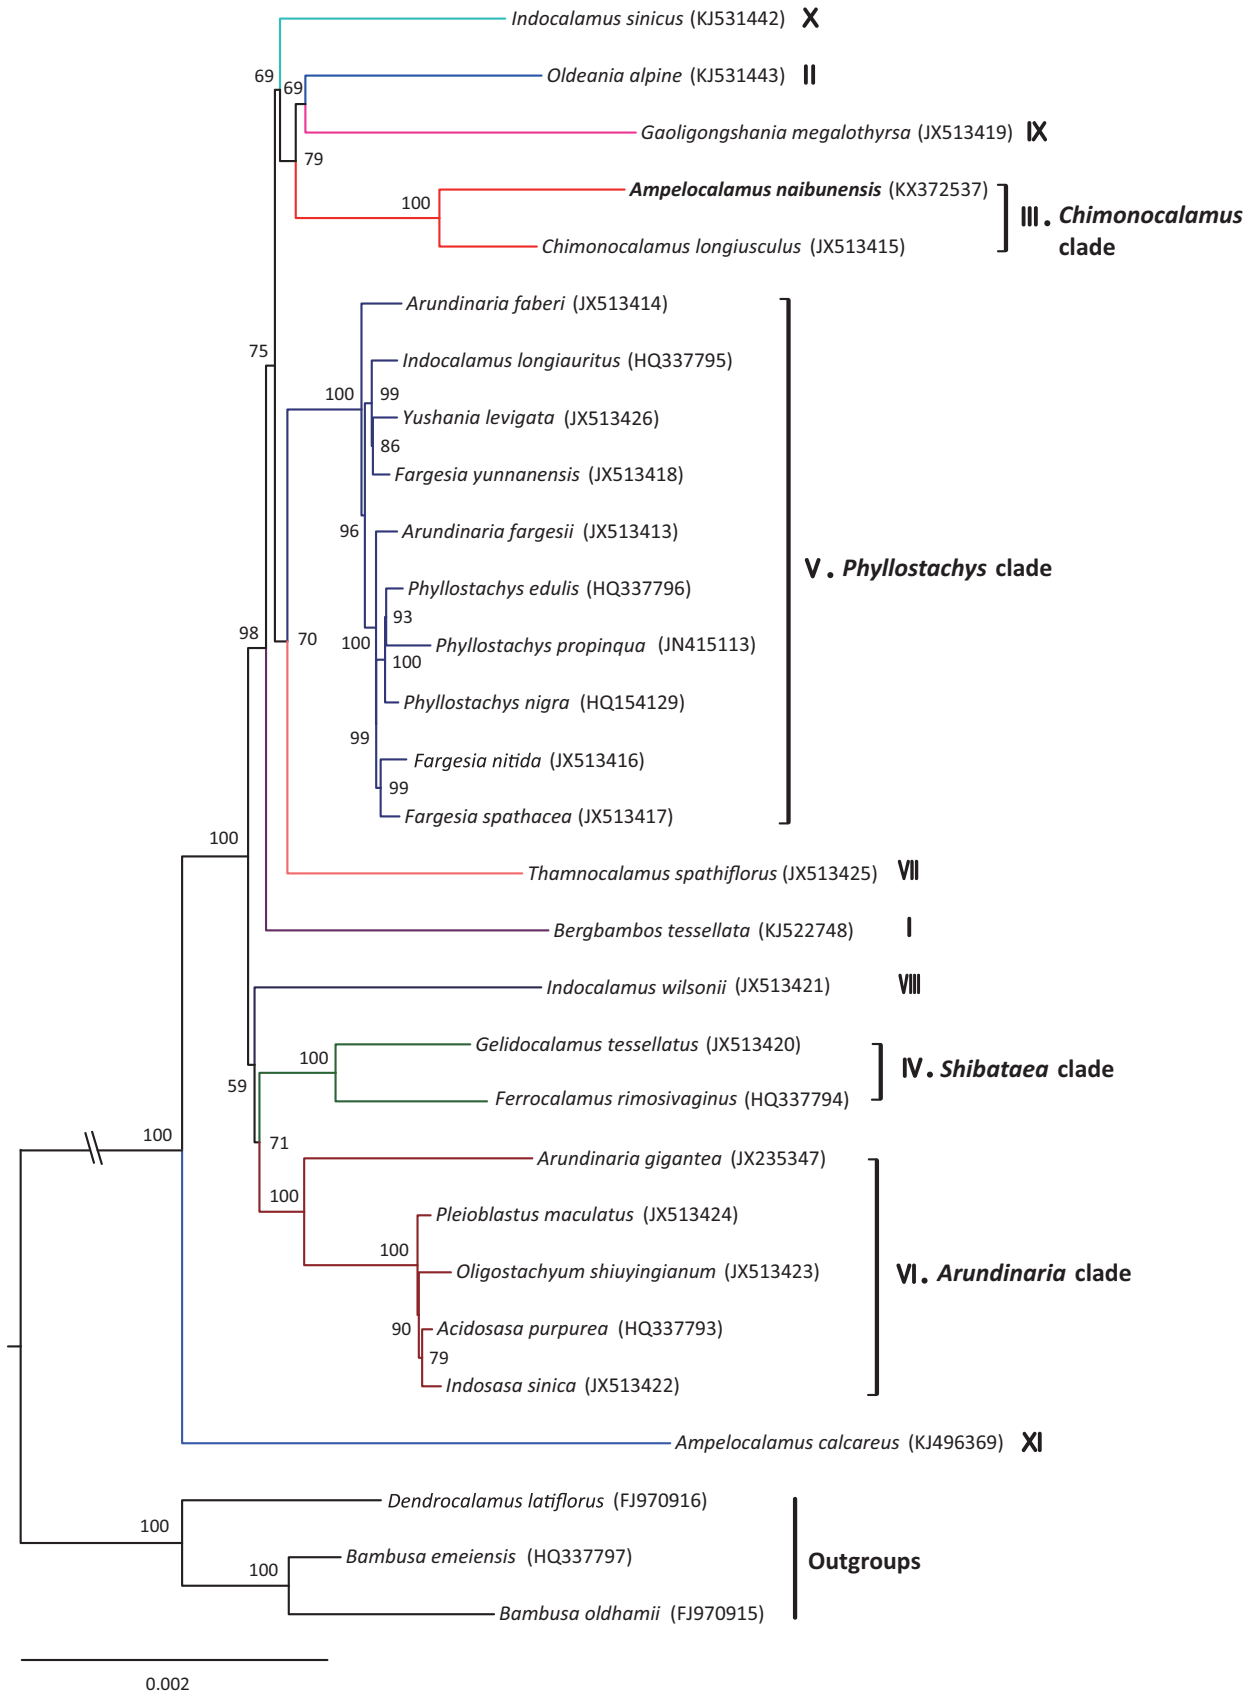 Indocalamus sinicus (KJ531442) X
69
Oldeania alpine (KJ531443) II
69
Gaoligongshania megalothyrsa (JX513419) IX
79
Ampelocalamus naibunensis (KX372537)
100
III. Chimonocalamus
clade
Chimonocalamus longiusculus (JX513415)
Arundinaria faberi (JX513414)
75
Indocalamus longiauritus (HQ337795)
100
99
Yushania levigata (JX513426)
86
Fargesia yunnanensis (JX513418)
96
Arundinaria fargesii (JX513413)
V. Phyllostachys clade
Phyllostachys edulis (HQ337796)
93
98
70
100
Phyllostachys propinqua (JN415113)
100
Phyllostachys nigra (HQ154129)
99
Fargesia nitida (JX513416)
99
Fargesia spathacea (JX513417)
100
Thamnocalamus spathiflorus (JX513425) VII
Bergbambos tessellata (KJ522748) I
Indocalamus wilsonii (JX513421) VIII
Gelidocalamus tessellatus (JX513420)
100
IV. Shibataea clade
59
Ferrocalamus rimosivaginus (HQ337794)
100
71
Arundinaria gigantea (JX235347)
100
Pleioblastus maculatus (JX513424)
100
Oligostachyum shiuyingianum (JX513423)
VI. Arundinaria clade
90
Acidosasa purpurea (HQ337793)
79
Indosasa sinica (JX513422)
Ampelocalamus calcareus (KJ496369) XI
Dendrocalamus latiflorus (FJ970916)
100
Bambusa emeiensis (HQ337797)
100
Outgroups
Bambusa oldhamii (FJ970915)
0.002